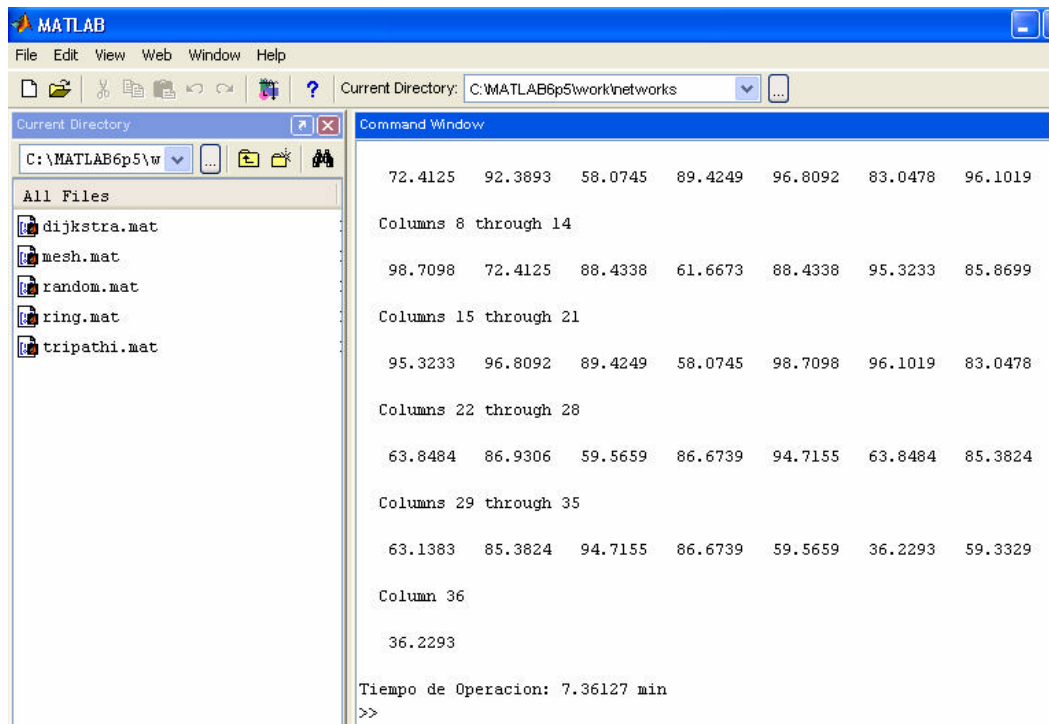 MATLAB
File Edit View Web Window Help
? Current Directory: C:\MATLAB6p5\work\networks ...
Current Directory
C:\MATLAB6p5\w ...
All Files
dijkstra.mat
mesh.mat
random.mat
ring.mat
tripathi.mat
Command Window
72.4125 92.3893 58.0745 89.4249 96.8092 83.0478 96.1019
Columns 8 through 14
98.7098 72.4125 88.4338 61.6673 88.4338 95.3233 85.8699
Columns 15 through 21
95.3233 96.8092 89.4249 58.0745 98.7098 96.1019 83.0478
Columns 22 through 28
63.8484 86.9306 59.5659 86.6739 94.7155 63.8484 85.3824
Columns 29 through 35
63.1383 85.3824 94.7155 86.6739 59.5659 36.2293 59.3329
Column 36
36.2293
Tiempo de Operacion: 7.36127 min
>>